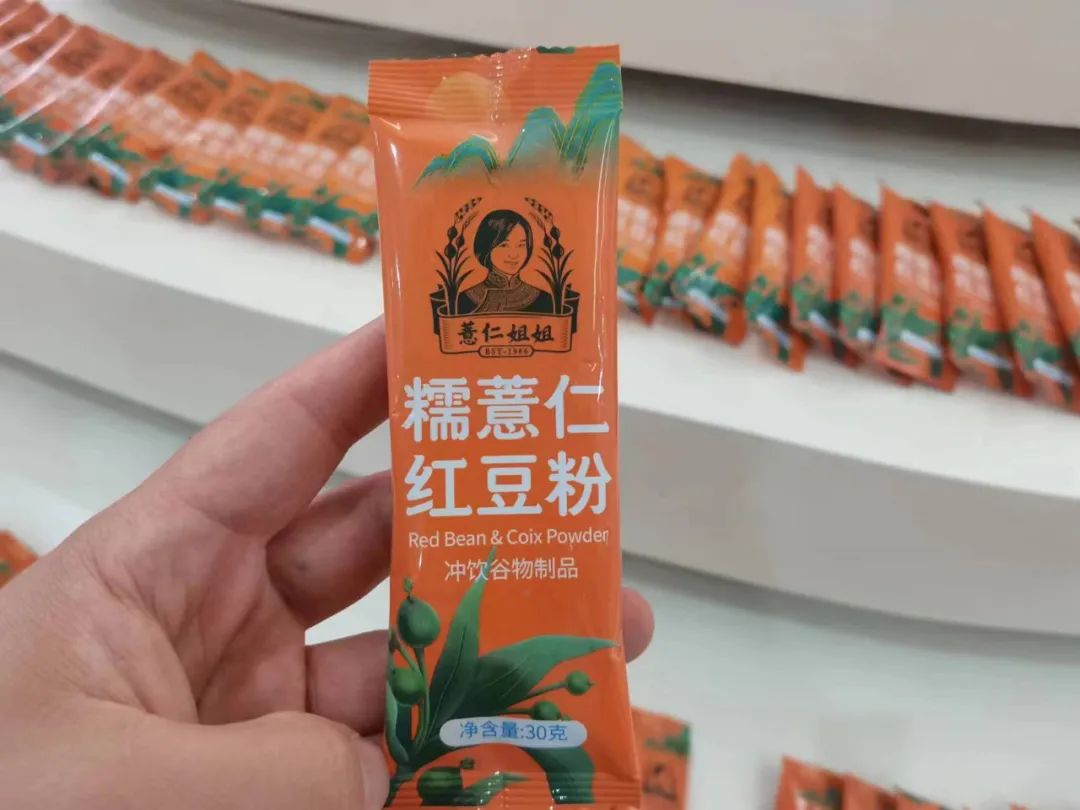 薏仁姐姐
EST-1986
糯薏仁
红豆粉
Red Bean & Coix Powder
冲饮谷物制品
净含量:30克